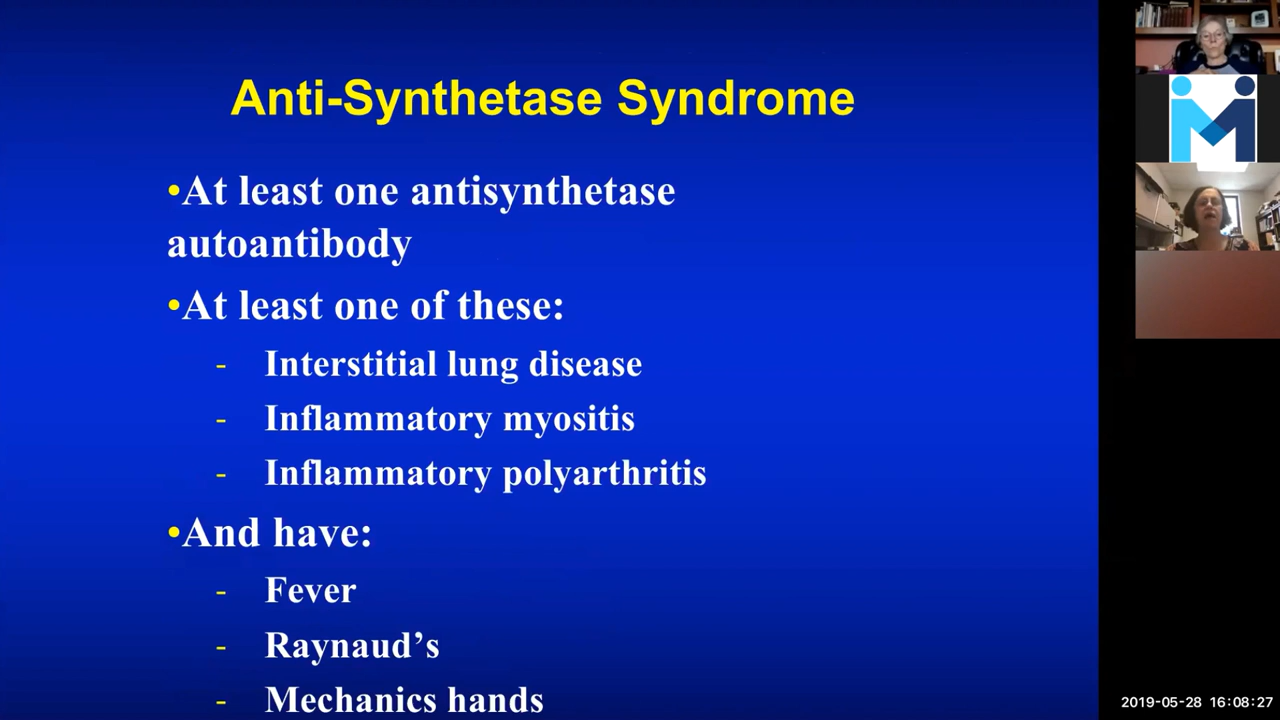 Anti-Synthetase Syndrome
•At least one antisynthetase
autoantibody
•At least one of these:
- Interstitial lung disease
- Inflammatory myositis
- Inflammatory polyarthritis
•And have:
- Fever
- Raynaud’s
- Mechanics hands
2019-05-28 16:08:27